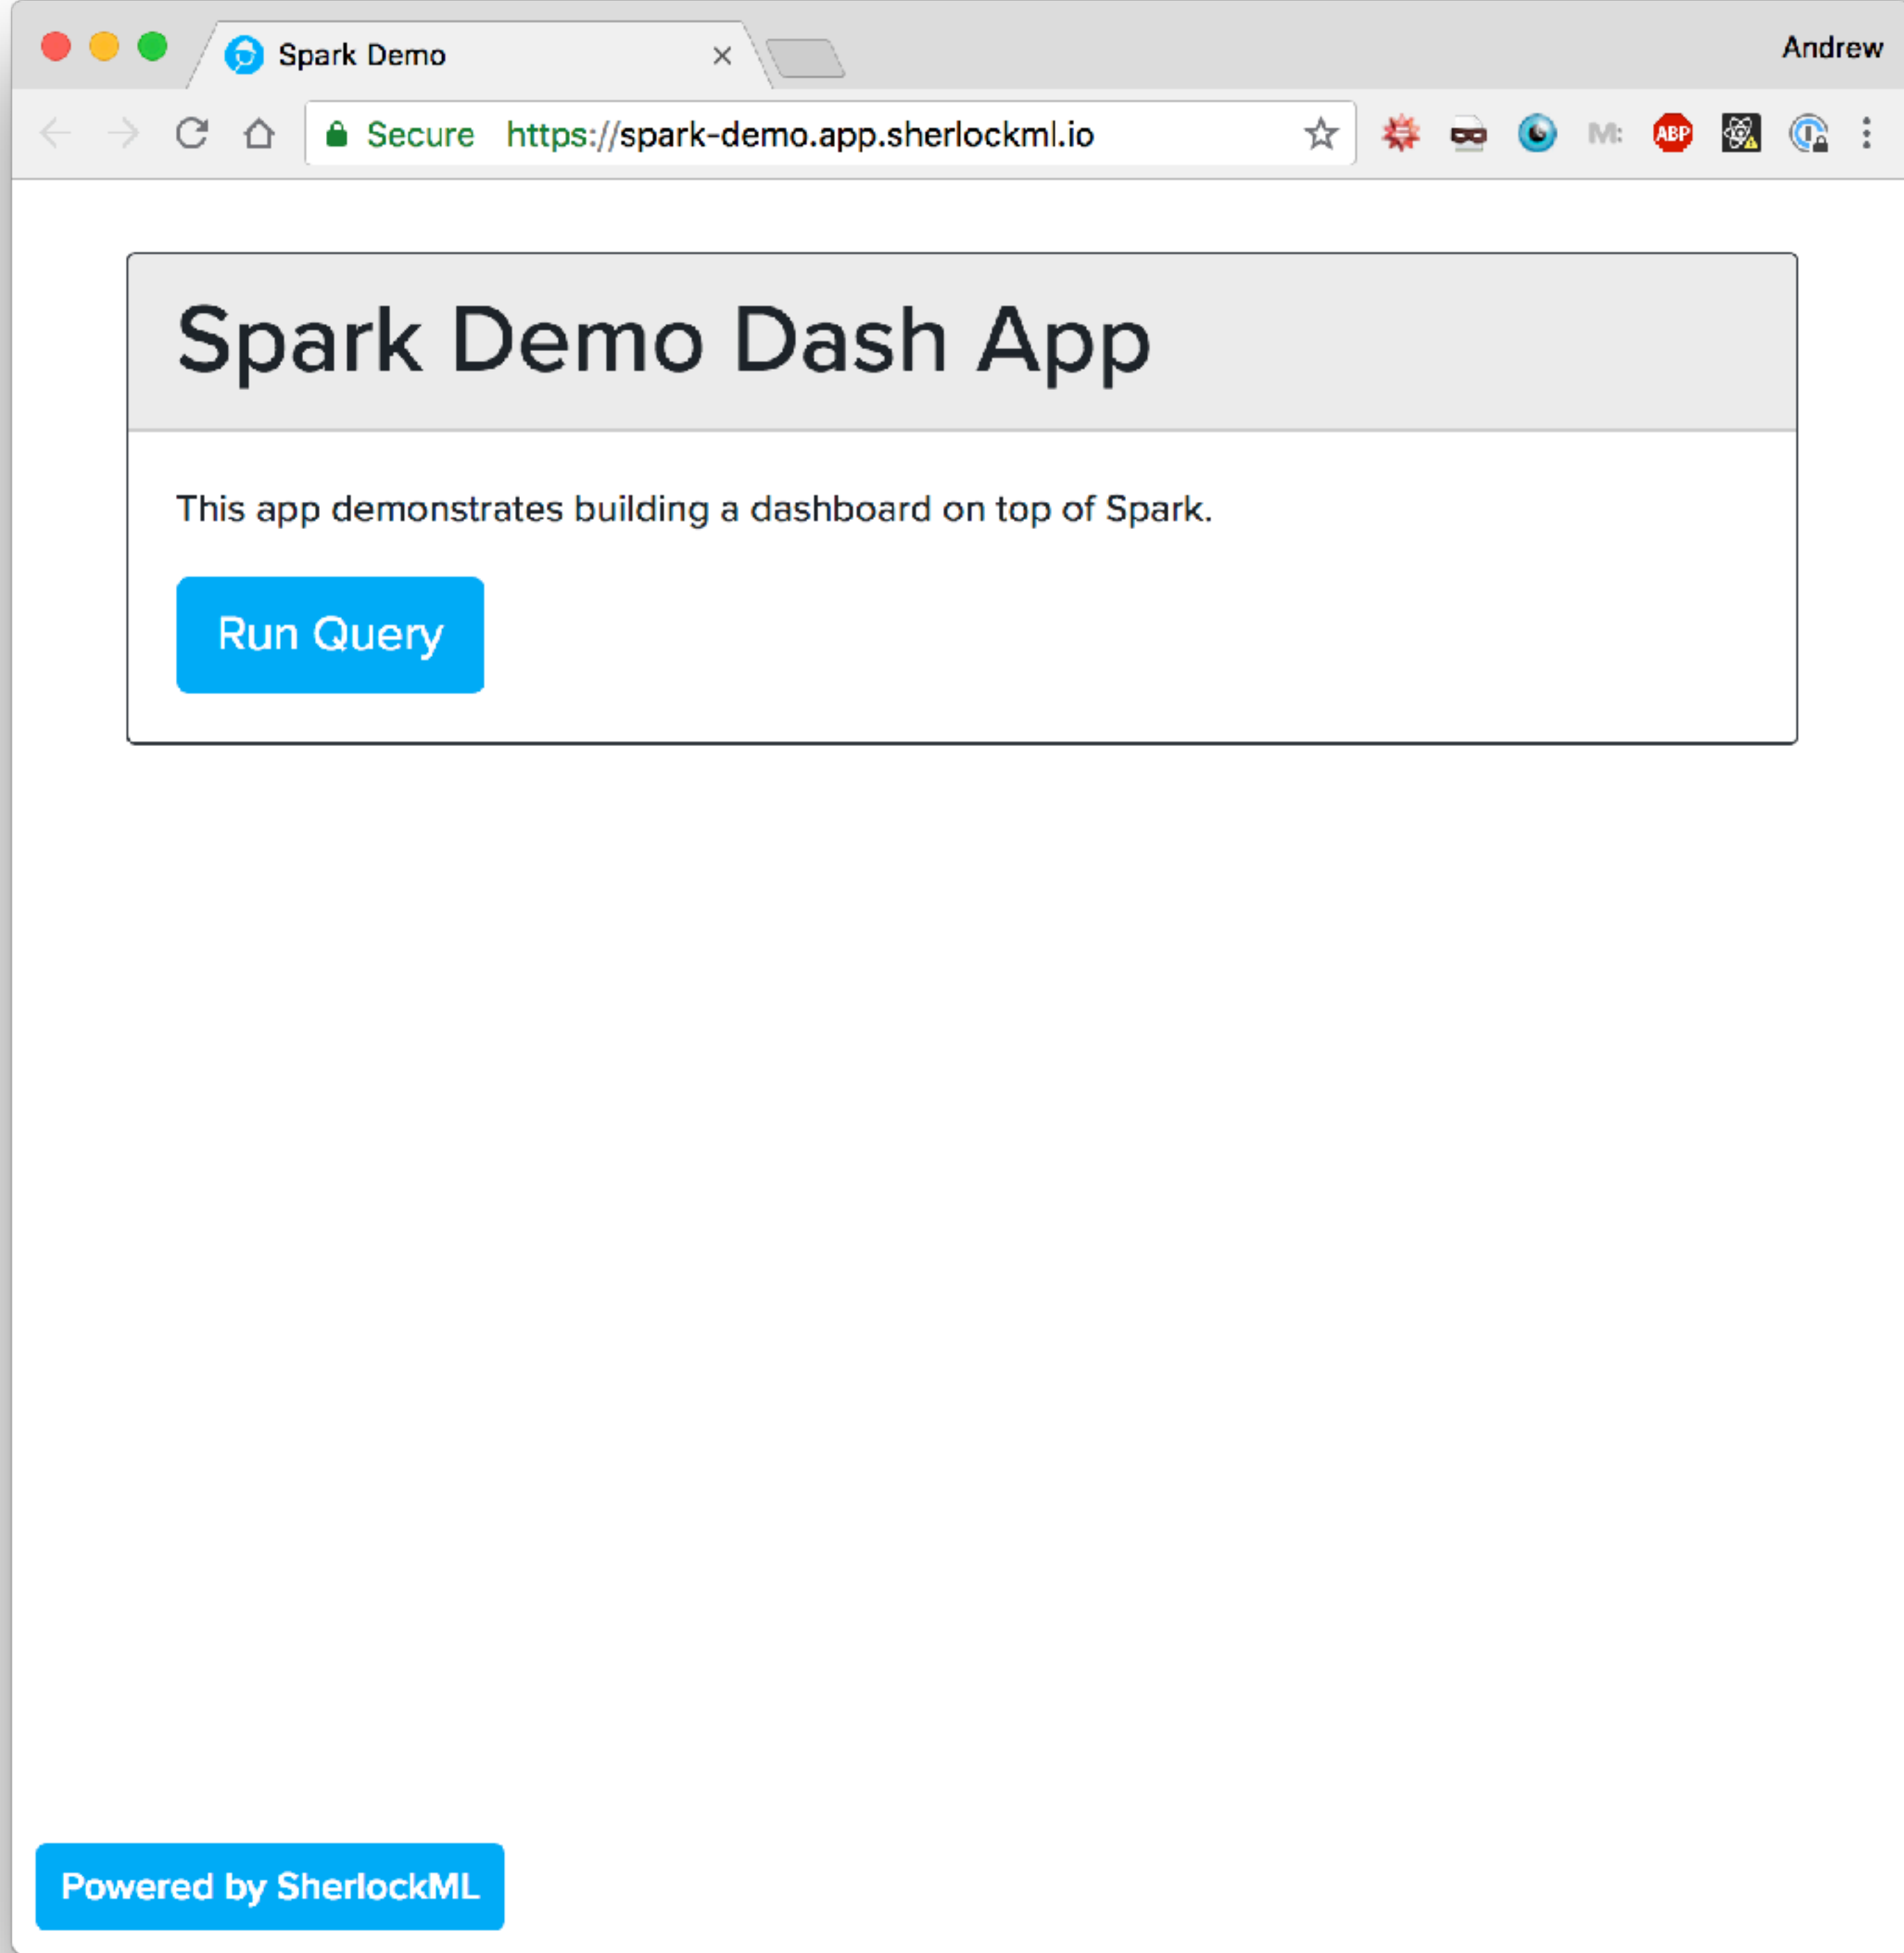 Spark Demo
Andrew
Secure https://spark-demo.app.sherlockml.io
M:
ABP
Spark Demo Dash App
This app demonstrates building a dashboard on top of Spark.
Run Query
Powered by SherlockML